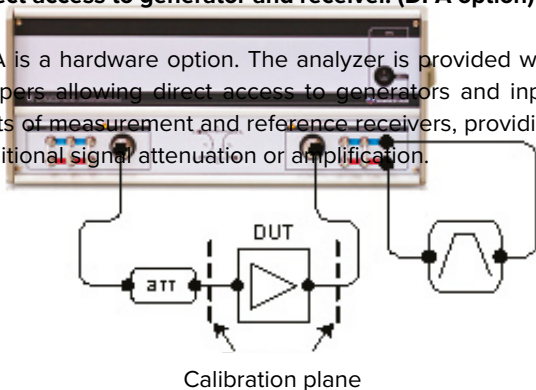 ect access to generator and receiver. (DPA option)
A is a hardware option. The analyzer is provided w
pers allowing direct access to generators and inp
ts of measurement and reference receivers, providi
itional signal attenuation or amplification.
DUT
ATT
Calibration plane